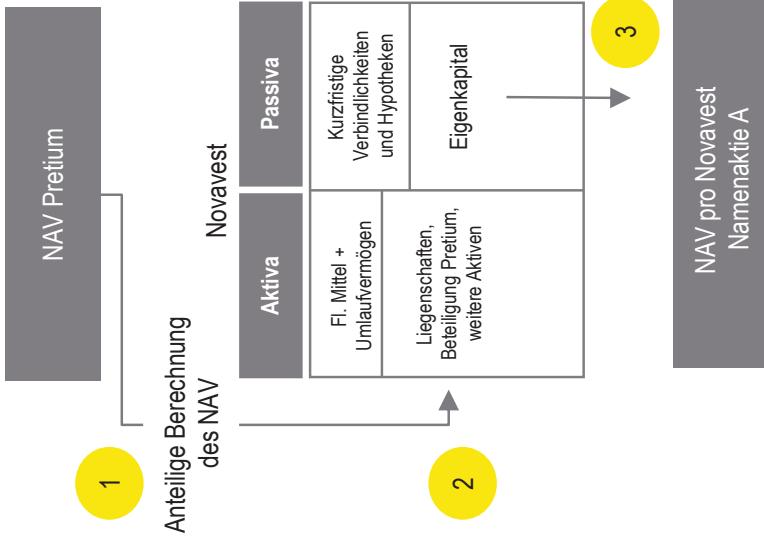 NAV Pretium
1
Anteilige Berechnung
des NAV
Novavest
Aktiva
Passiva
Fl. Mittel +
Umlaufvermögen
Kurzfristige
Verbindlichkeiten
und Hypotheken
Liegenschaften,
Beteiligung Pretium,
weitere Aktiven
Eigenkapital
2
3
NAV pro Novavest
Namenaktie A